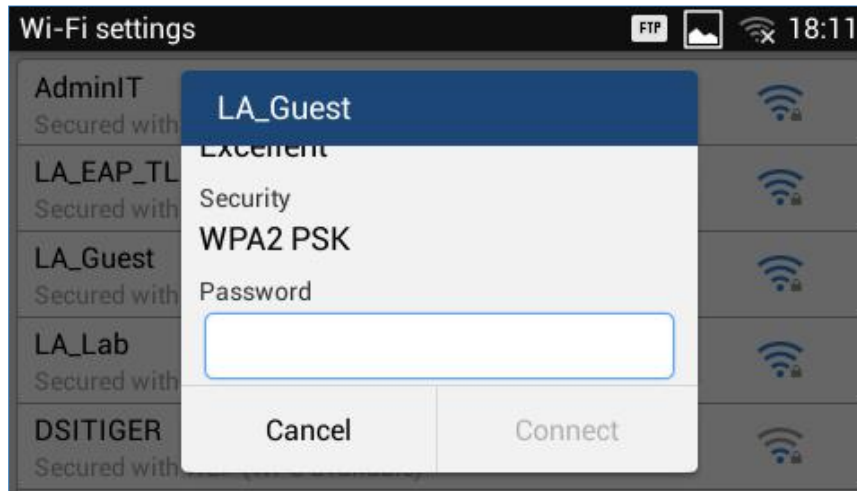 Wi-Fi settings FTP 18:11
AdminIT
Secured with
LA_Guest
Excellent
LA_EAP_TL
Secured with
Security
WPA2 PSK
LA_Guest
Secured with
Password
LA_Lab
Secured with
DSITIGER
Secured with
Cancel Connect